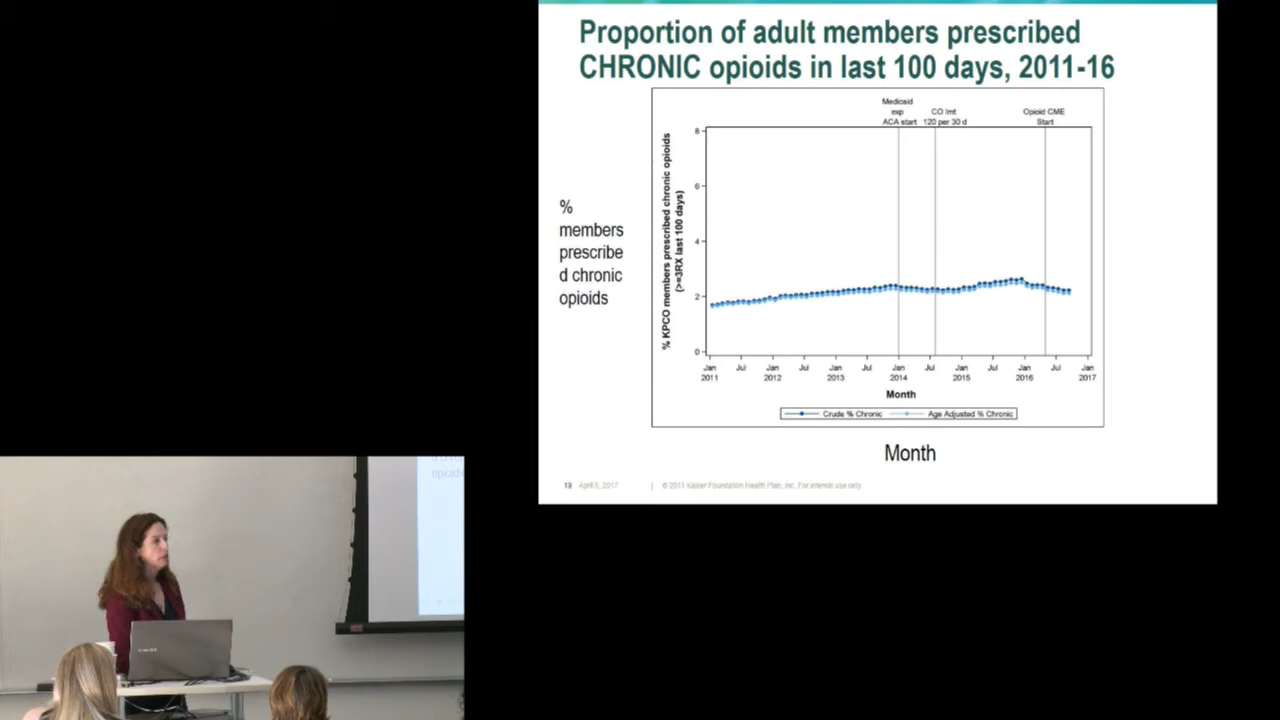 Proportion of adult members prescribed
CHRONIC opioids in last 100 days, 2011-16
%
members
prescribe
d chronic
opioids
% KPCO members prescribed chronic opioids
(>=3RX last 100 days)
Medicaid
exp
ACA start
CO lmt
120 per 30 d
Opioid CME
Start
8
6
4
2
0
Jan
2011
Jul
Jan
2012
Jul
Jan
2013
Jul
Jan
2014
Jul
Jan
2015
Jul
Jan
2016
Jul
Jan
2017
Month
Crude % Chronic
Age Adjusted % Chronic
Month
13 April 5, 2017 | © 2011 Kaiser Foundation Health Plan, Inc. For internal use only.
opioids